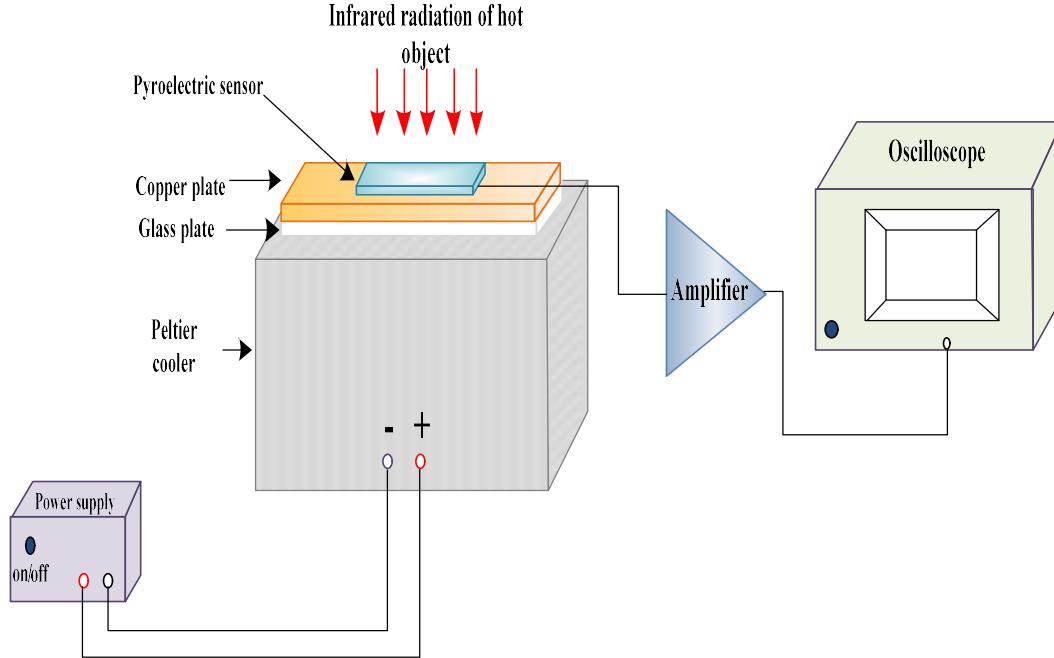 Infrared radiation of hot
object
Pyroelectric sensor
Oscilloscope
Copper plate
Glass plate
Amplifier
Peltier
cooler
- +
Power supply
on/off